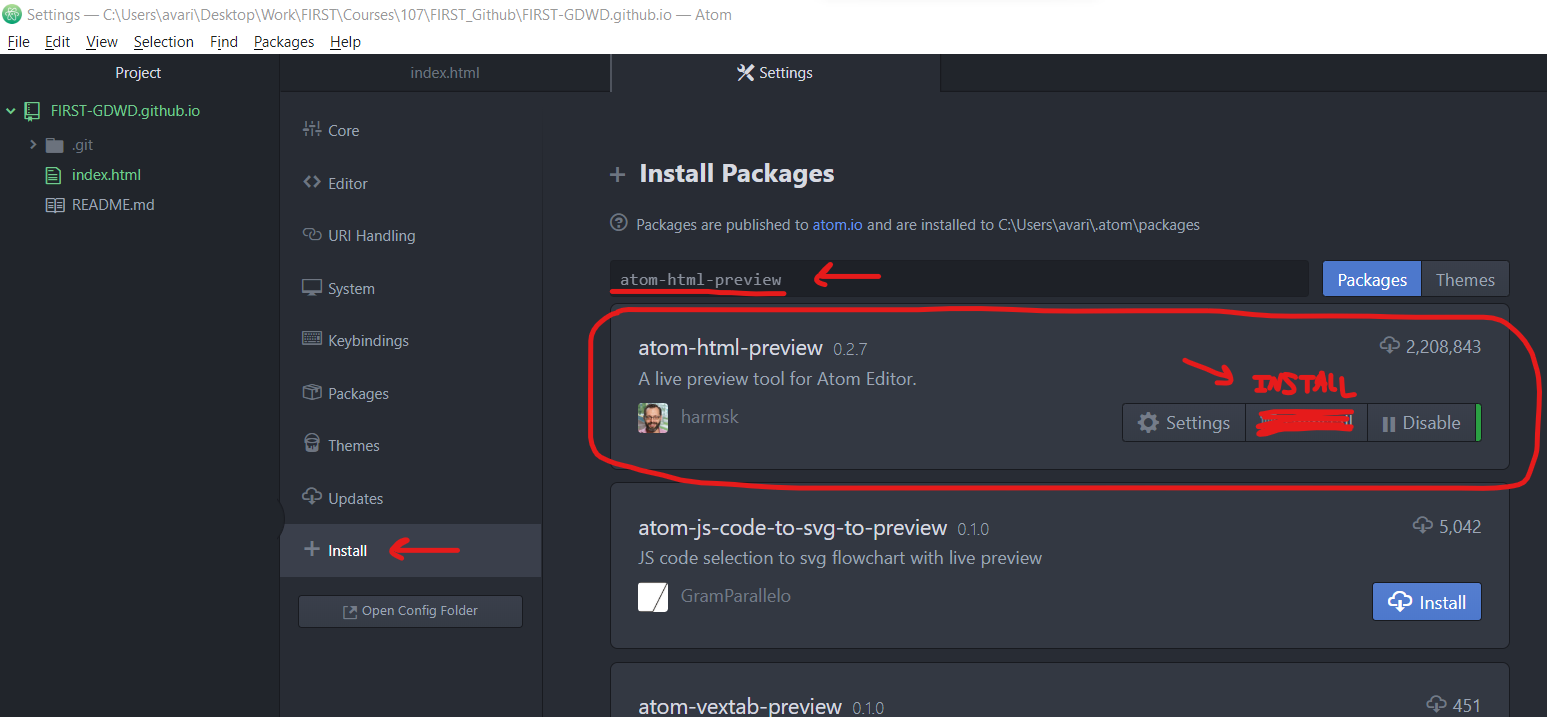 Settings — C:\Users\avari\Desktop\Work\FIRST\Courses\107\FIRST_Github\FIRST-GDWD.github.io — Atom
File Edit View Selection Find Packages Help
Project
index.html
Settings
FIRST-GDWD.github.io
.git
index.html
README.md
Core
Editor
URI Handling
System
Keybindings
Packages
Themes
Updates
Install
Open Config Folder
Install Packages
Packages are published to atom.io and are installed to C:\Users\avari\.atom\packages
atom-html-preview
Packages Themes
atom-html-preview 0.2.7
2,208,843
A live preview tool for Atom Editor.
INSTALL
harmsk
Settings
Disable
atom-js-code-to-svg-to-preview 0.1.0
5,042
JS code selection to svg flowchart with live preview
GramParallelo
Install
atom-vextab-preview 0.1.0
451